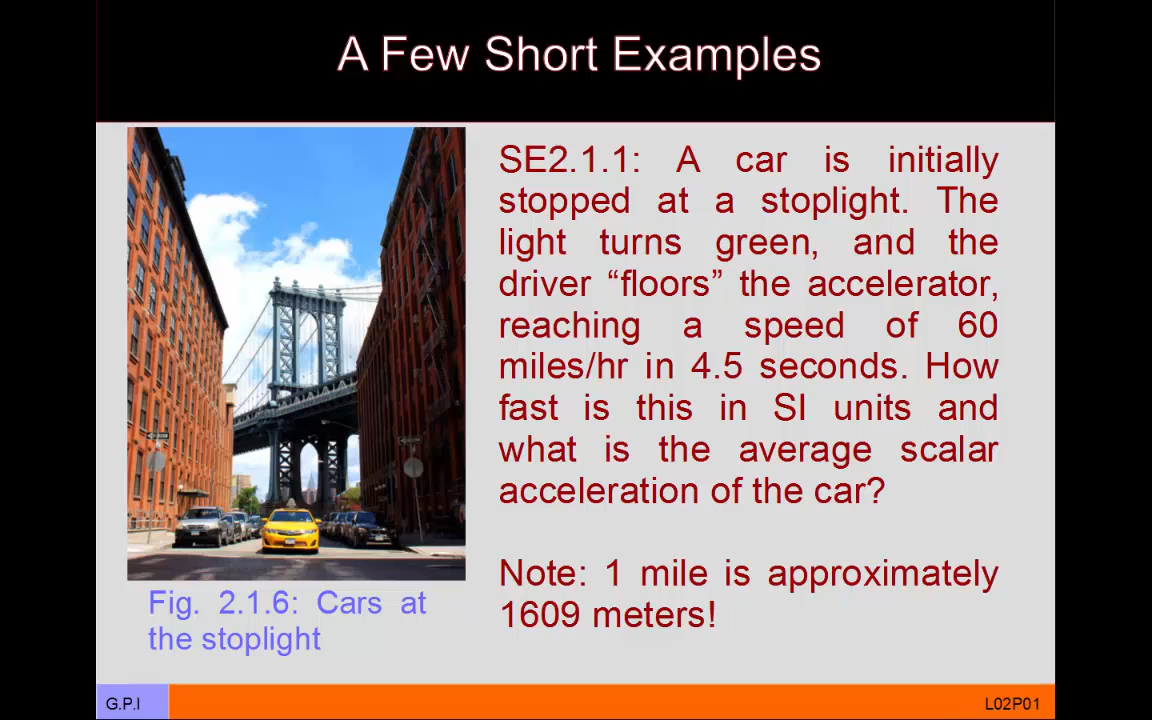 A Few Short Examples
SE2.1.1: A car is initially
stopped at a stoplight. The
light turns green, and the
driver “floors” the accelerator,
reaching a speed of 60
miles/hr in 4.5 seconds. How
fast is this in SI units and
what is the average scalar
acceleration of the car?
Note: 1 mile is approximately
1609 meters!
Fig. 2.1.6: Cars at
the stoplight
G.P.I
L02P01